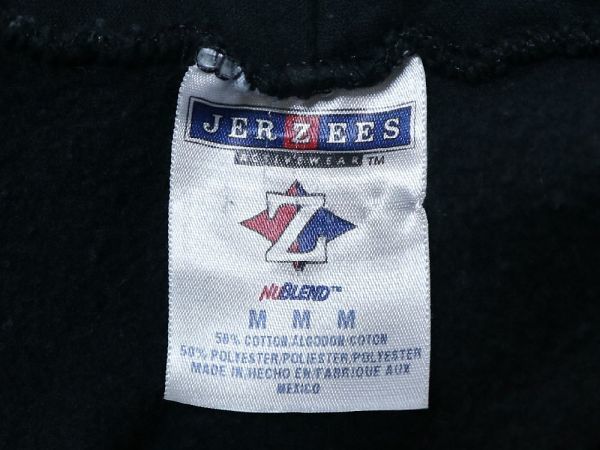 JERZEES
ACTIVEWEAR™
Z
NUBLEND™
M M M
50% COTTON/ALGODON/COTON
50% POLYESTER/POLIESTER/POLYESTER
MADE IN/HECHO EN/FABRIQUE AUX
MEXICO